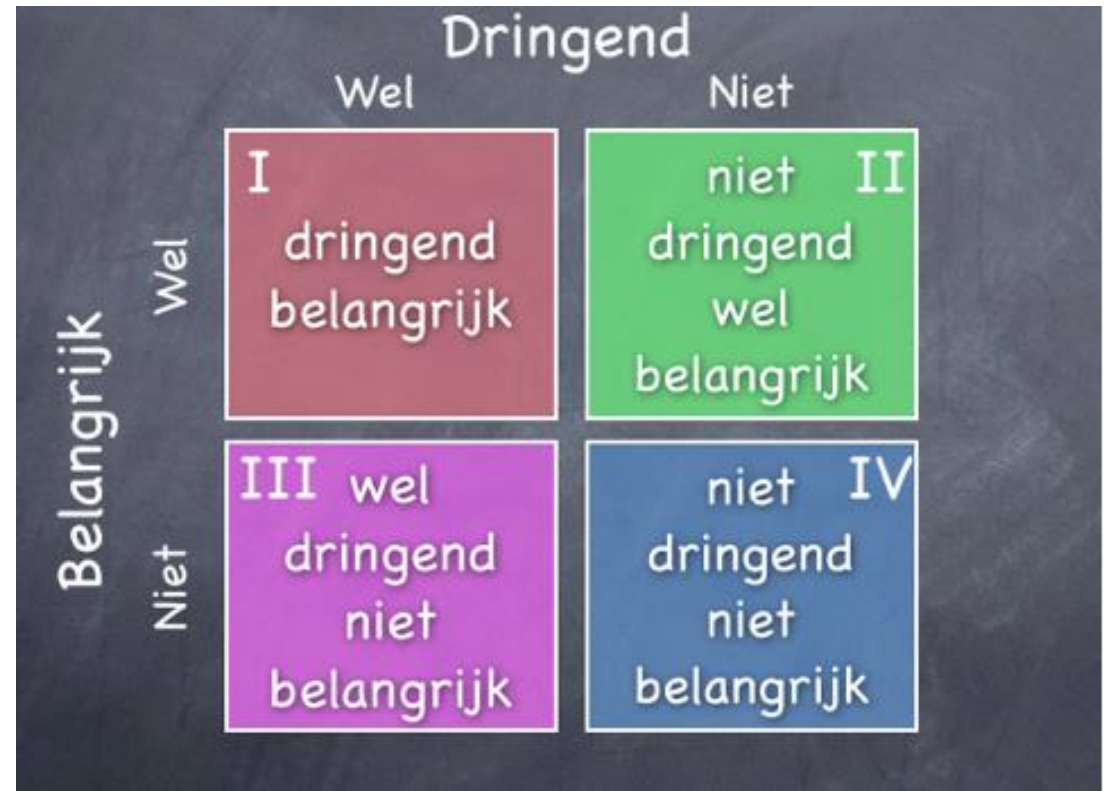 Dringend
Wel
Niet
Belangrijk
Wel
I
dringend
belangrijk
II
niet
dringend
wel
belangrijk
Niet
III
wel
dringend
niet
belangrijk
IV
niet
dringend
niet
belangrijk